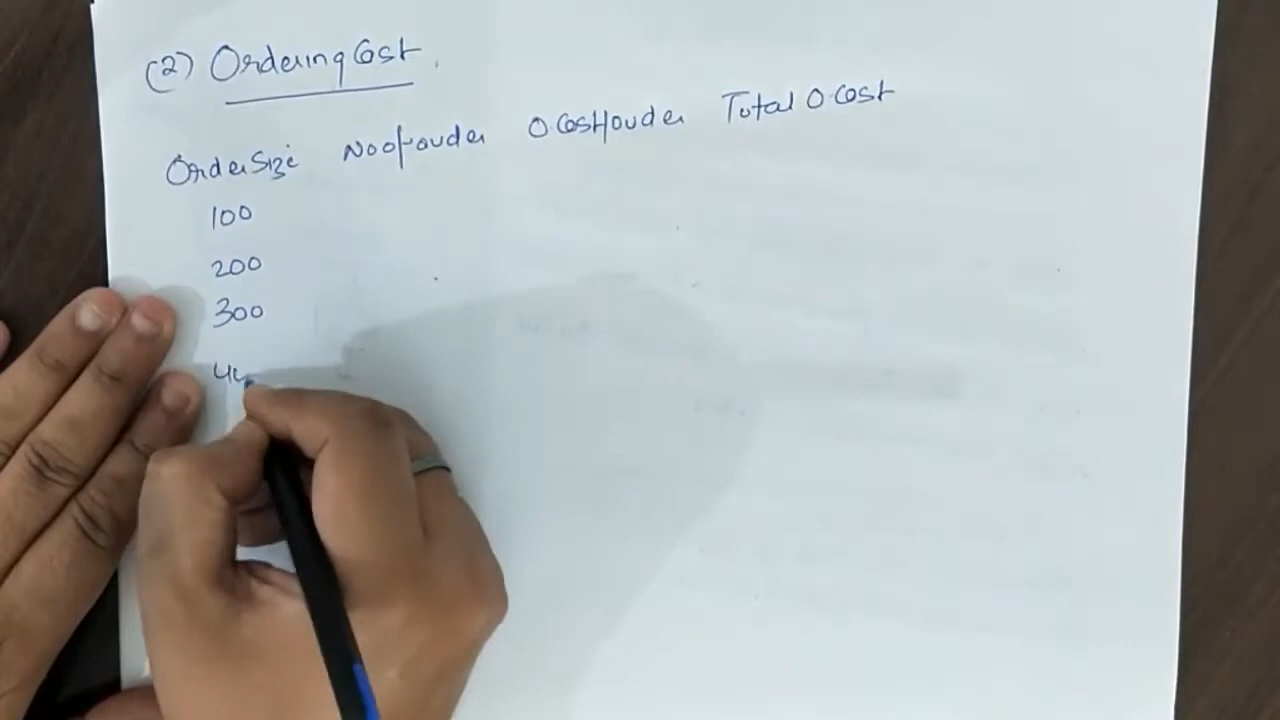 (2) Ordering Cost.
Order Size No of order O Cost/order Total O.Cost
100
200
300